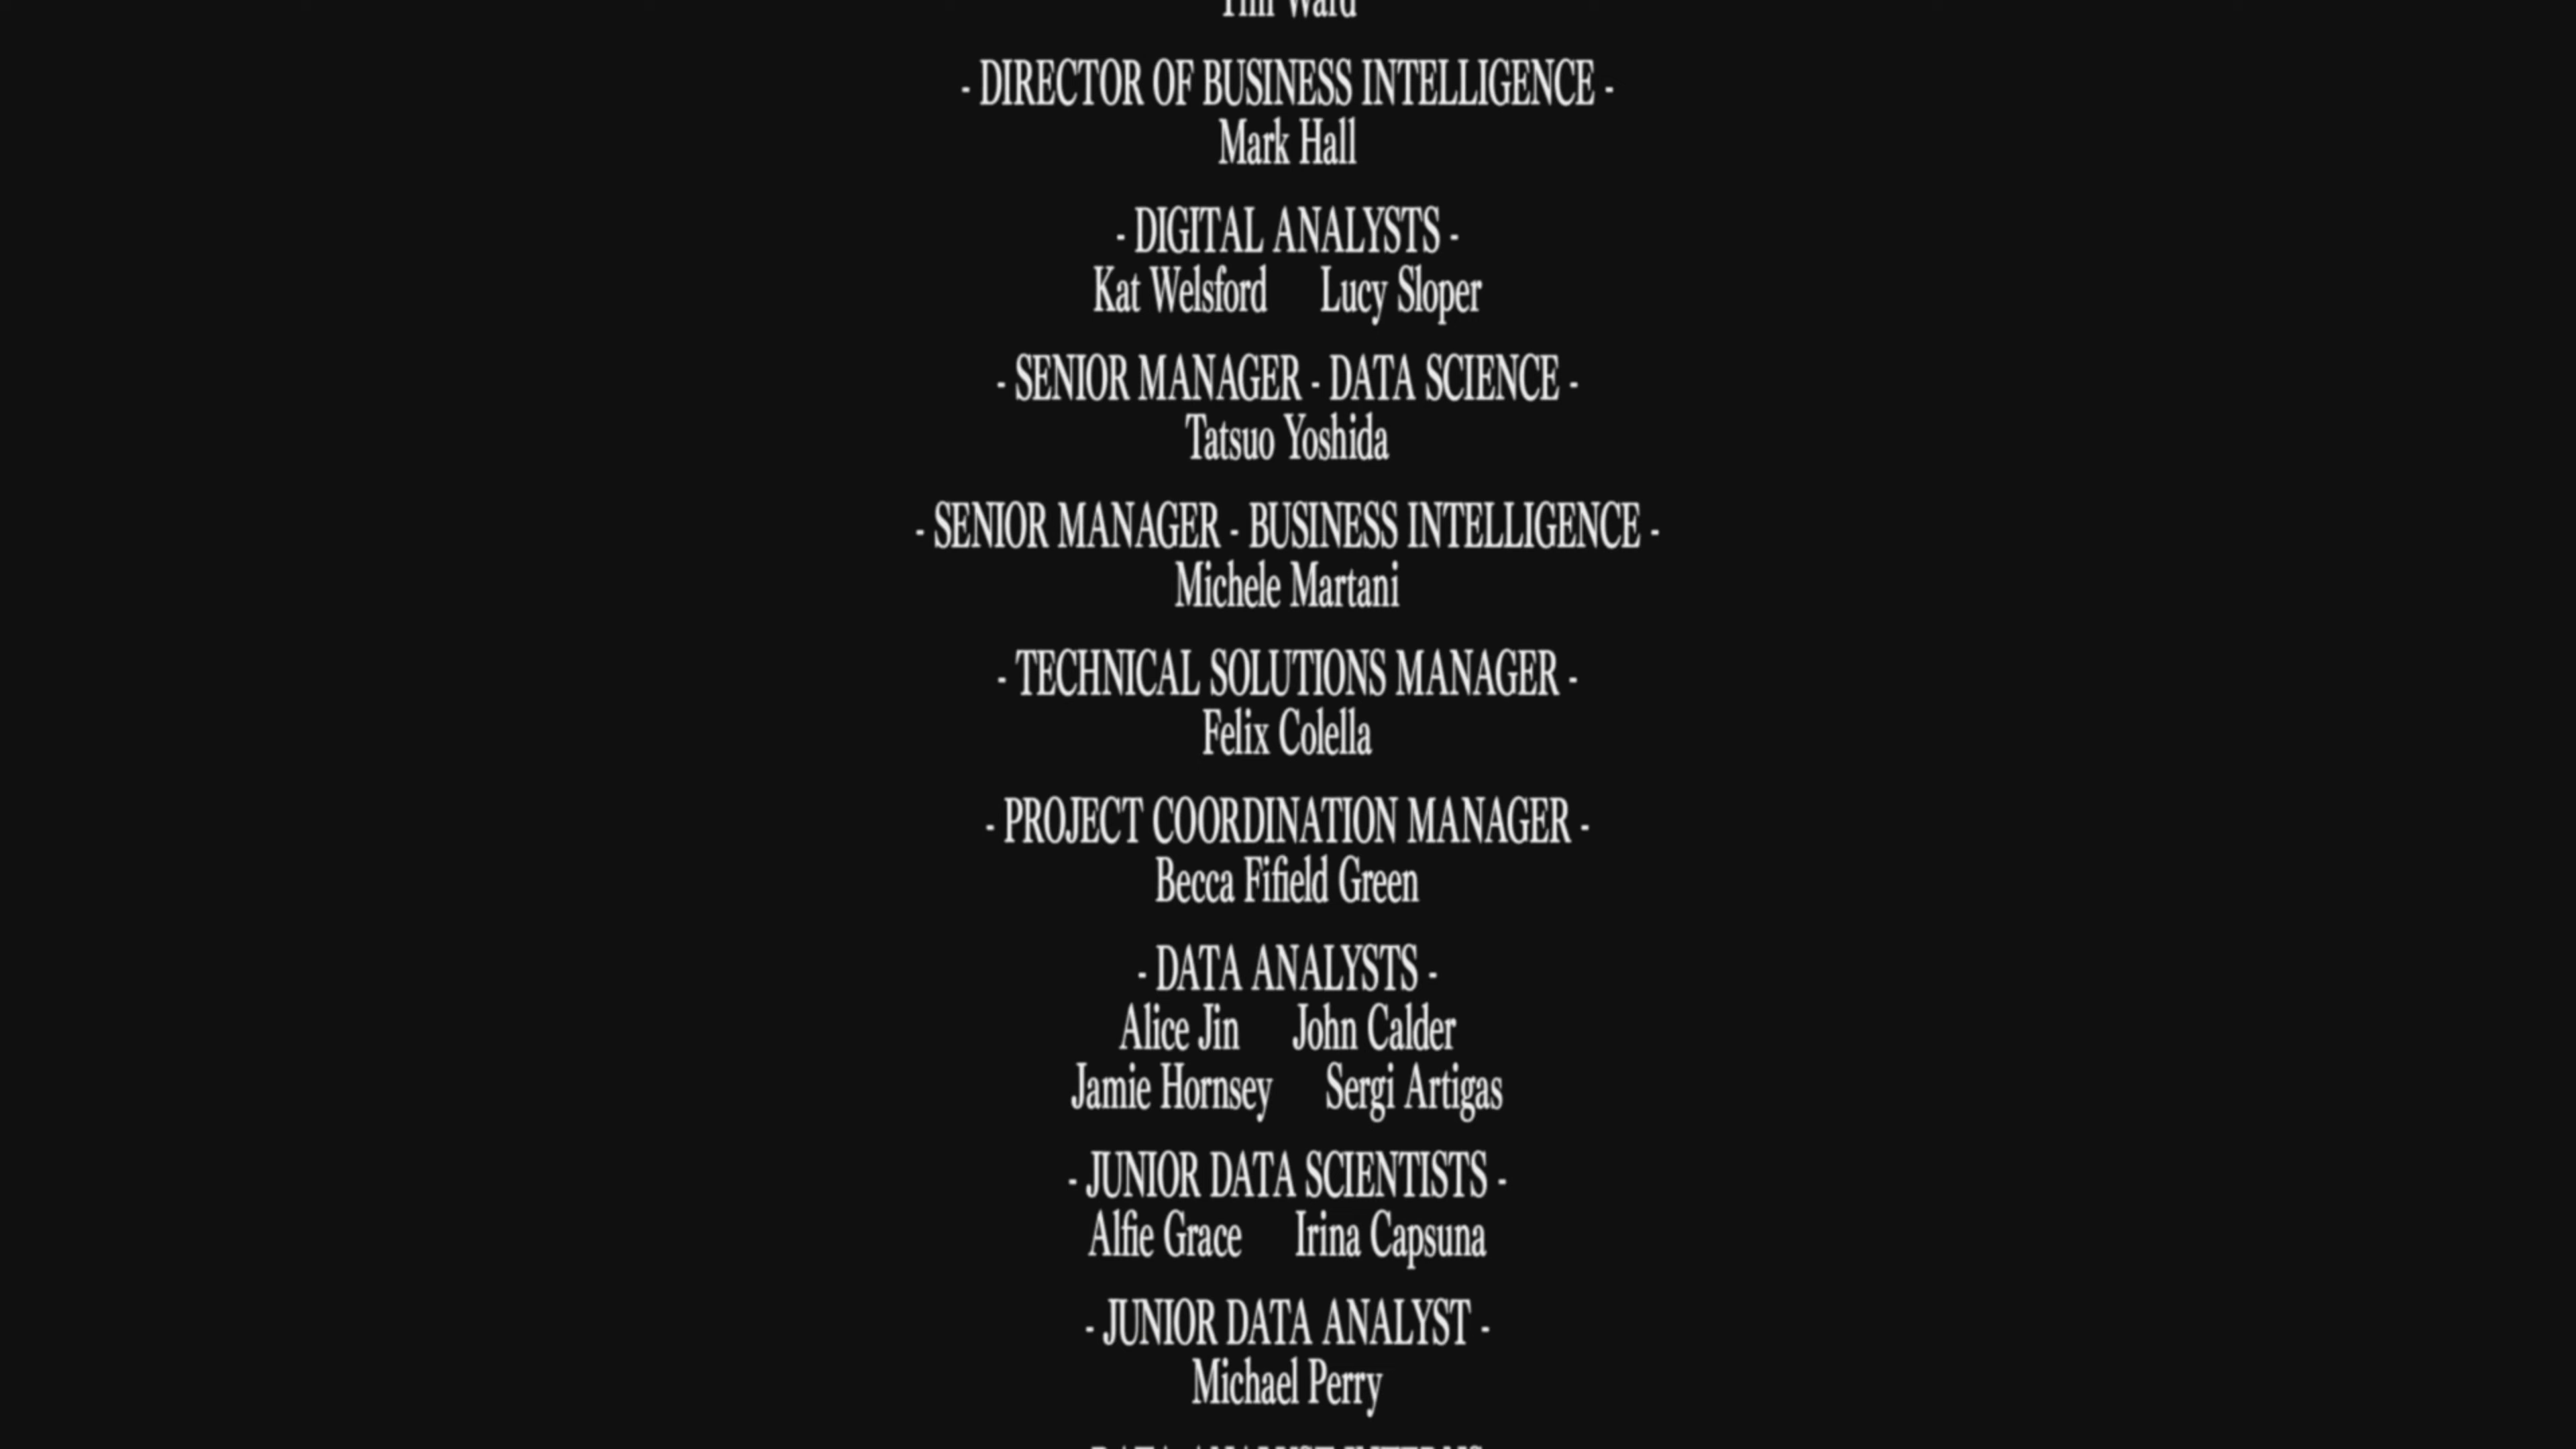 Ward
- DIRECTOR OF BUSINESS INTELLIGENCE -
Mark Hall
- DIGITAL ANALYSTS -
Kat Welsford Lucy Sloper
- SENIOR MANAGER - DATA SCIENCE -
Tatsuo Yoshida
- SENIOR MANAGER - BUSINESS INTELLIGENCE -
Michele Martani
- TECHNICAL SOLUTIONS MANAGER -
Felix Colella
- PROJECT COORDINATION MANAGER -
Becca Fifield Green
- DATA ANALYSTS -
Alice Jin John Calder
Jamie Hornsey Sergi Artigas
- JUNIOR DATA SCIENTISTS -
Alfie Grace Irina Capsuna
- JUNIOR DATA ANALYST -
Michael Perry